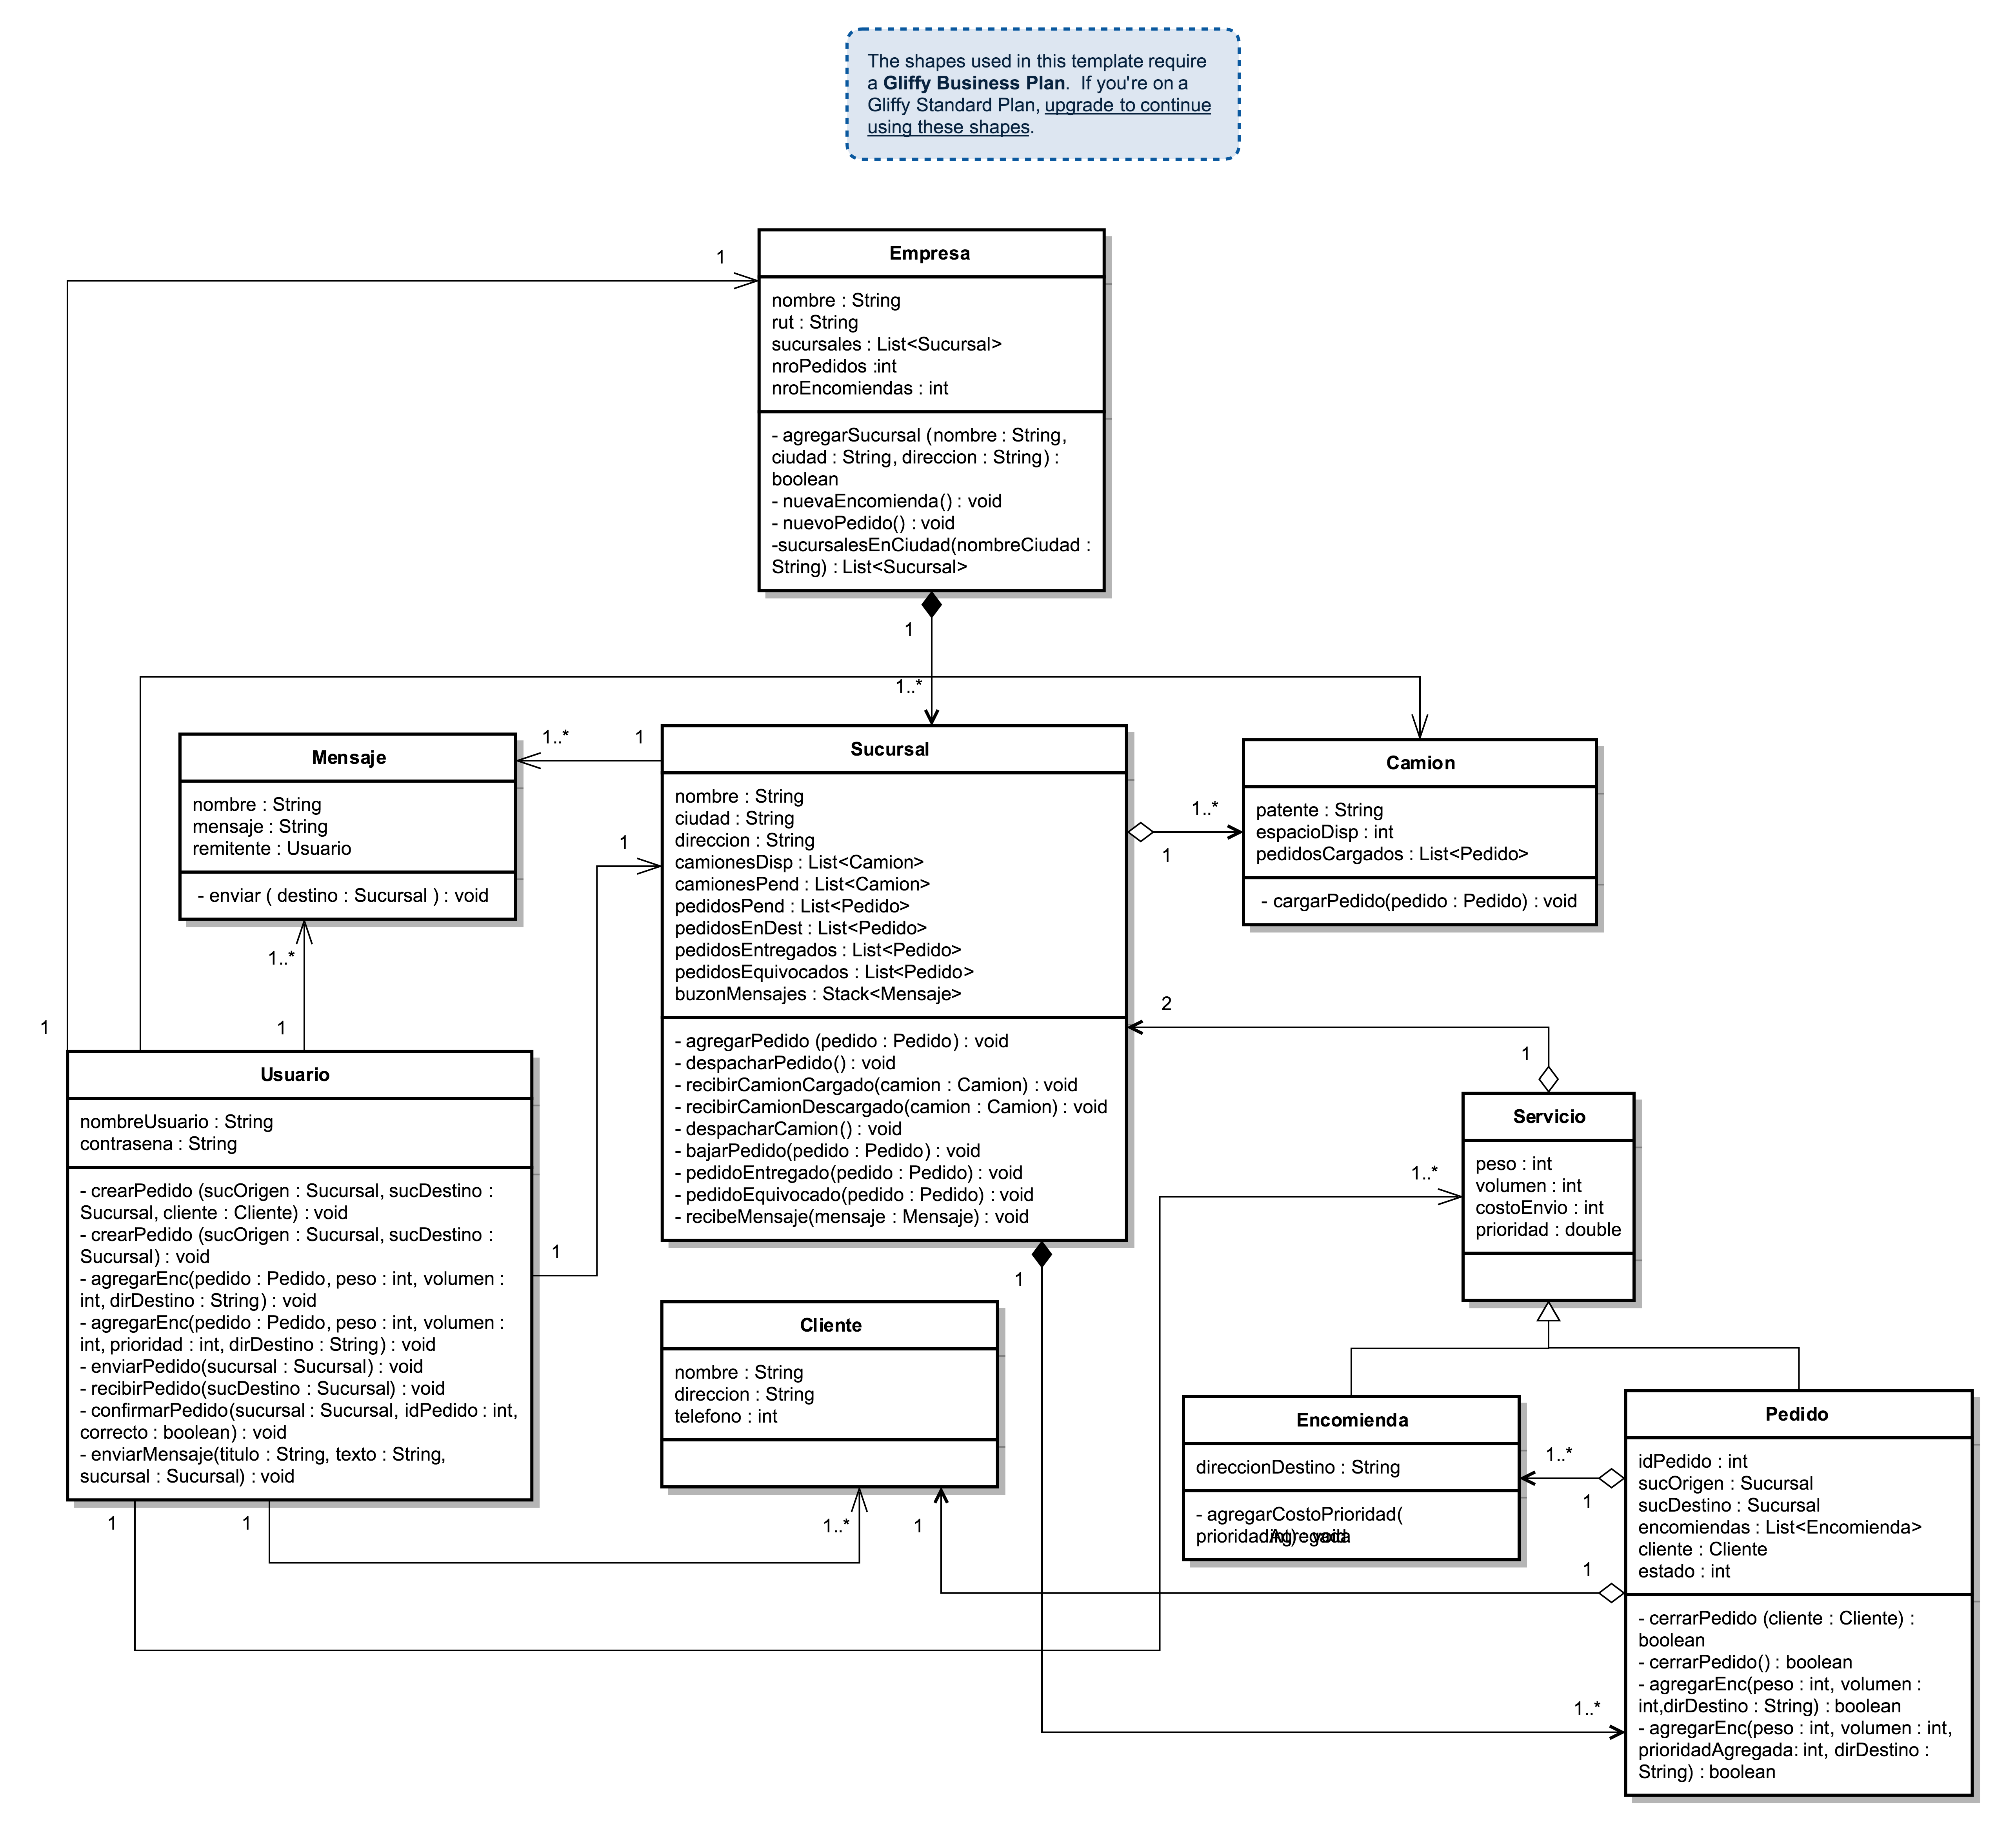 The shapes used in this template require
a Gliffy Business Plan.  If you're on a
Gliffy Standard Plan, upgrade to continue
using these shapes.
Empresa
nombre : String
rut : String
sucursales : List<Sucursal>
nroPedidos :int
nroEncomiendas : int
- agregarSucursal (nombre : String,
ciudad : String, direccion : String) :
boolean
- nuevaEncomienda() : void
- nuevoPedido() : void
-sucursalesEnCiudad(nombreCiudad :
String) : List<Sucursal>
1
1
1..*
Mensaje
nombre : String
mensaje : String
remitente : Usuario
- enviar ( destino : Sucursal ) : void
1..*
1
1..*
1
1
Sucursal
nombre : String
ciudad : String
direccion : String
camionesDisp : List<Camion>
camionesPend : List<Camion>
pedidosPend : List<Pedido>
pedidosEnDest : List<Pedido>
pedidosEntregados : List<Pedido>
pedidosEquivocados : List<Pedido>
buzonMensajes : Stack<Mensaje>
- agregarPedido (pedido : Pedido) : void
- despacharPedido() : void
- recibirCamionCargado(camion : Camion) : void
- recibirCamionDescargado(camion : Camion) : void
- despacharCamion() : void
- bajarPedido(pedido : Pedido) : void
- pedidoEntregado(pedido : Pedido) : void
- pedidoEquivocado(pedido : Pedido) : void
- recibeMensaje(mensaje : Mensaje) : void
1
1..*
1
Camion
patente : String
espacioDisp : int
pedidosCargados : List<Pedido>
- cargarPedido(pedido : Pedido) : void
2
1
1
Usuario
nombreUsuario : String
contrasena : String
- crearPedido (sucOrigen : Sucursal, sucDestino :
Sucursal, cliente : Cliente) : void
- crearPedido (sucOrigen : Sucursal, sucDestino :
Sucursal) : void
- agregarEnc(pedido : Pedido, peso : int, volumen :
int, dirDestino : String) : void
- agregarEnc(pedido : Pedido, peso : int, volumen :
int, prioridad : int, dirDestino : String) : void
- enviarPedido(sucursal : Sucursal) : void
- recibirPedido(sucDestino : Sucursal) : void
- confirmarPedido(sucursal : Sucursal, idPedido : int,
correcto : boolean) : void
- enviarMensaje(titulo : String, texto : String,
sucursal : Sucursal) : void
1
1
1
Servicio
peso : int
volumen : int
costoEnvio : int
prioridad : double
1..*
Cliente
nombre : String
direccion : String
telefono : int
1..*
1
Encomienda
direccionDestino : String
- agregarCostoPrioridad(
prioridadAgregada : int) : void
1..*
1
1
Pedido
idPedido : int
sucOrigen : Sucursal
sucDestino : Sucursal
encomiendas : List<Encomienda>
cliente : Cliente
estado : int
- cerrarPedido (cliente : Cliente) :
boolean
- cerrarPedido() : boolean
- agregarEnc(peso : int, volumen :
int,dirDestino : String) : boolean
- agregarEnc(peso : int, volumen : int,
prioridadAgregada: int, dirDestino :
String) : boolean
1..*